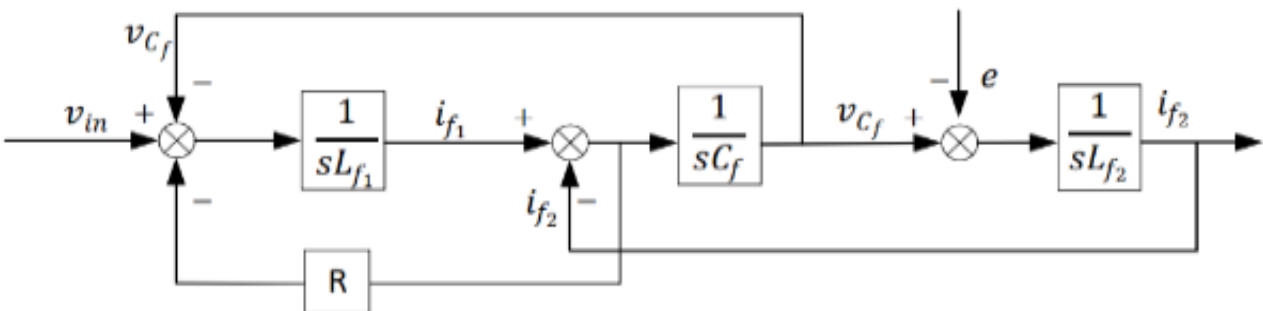 v_{C_f}
−
v_{in}
+
1
sL_{f_1}
i_{f_1}
+
1
sC_f
v_{C_f}
+
−
e
1
sL_{f_2}
i_{f_2}
−
i_{f_2}
−
R